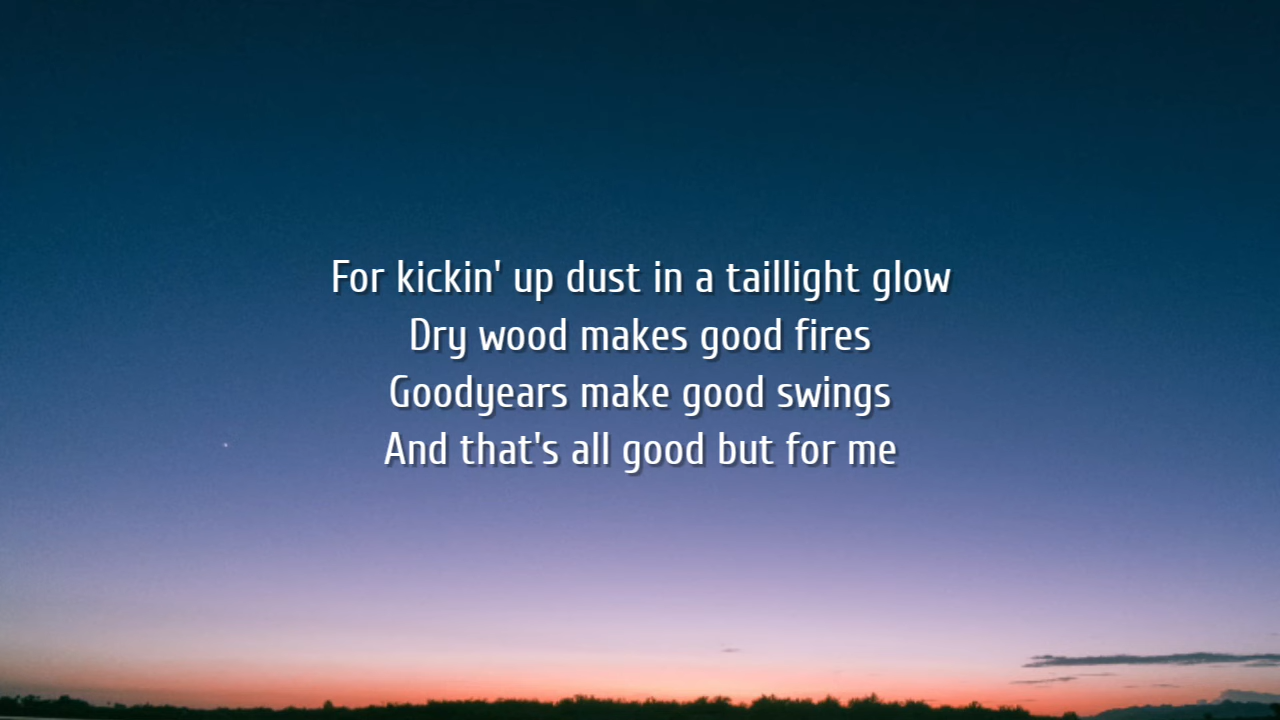 For kickin' up dust in a taillight glow
Dry wood makes good fires
Goodyears make good swings
And that's all good but for me